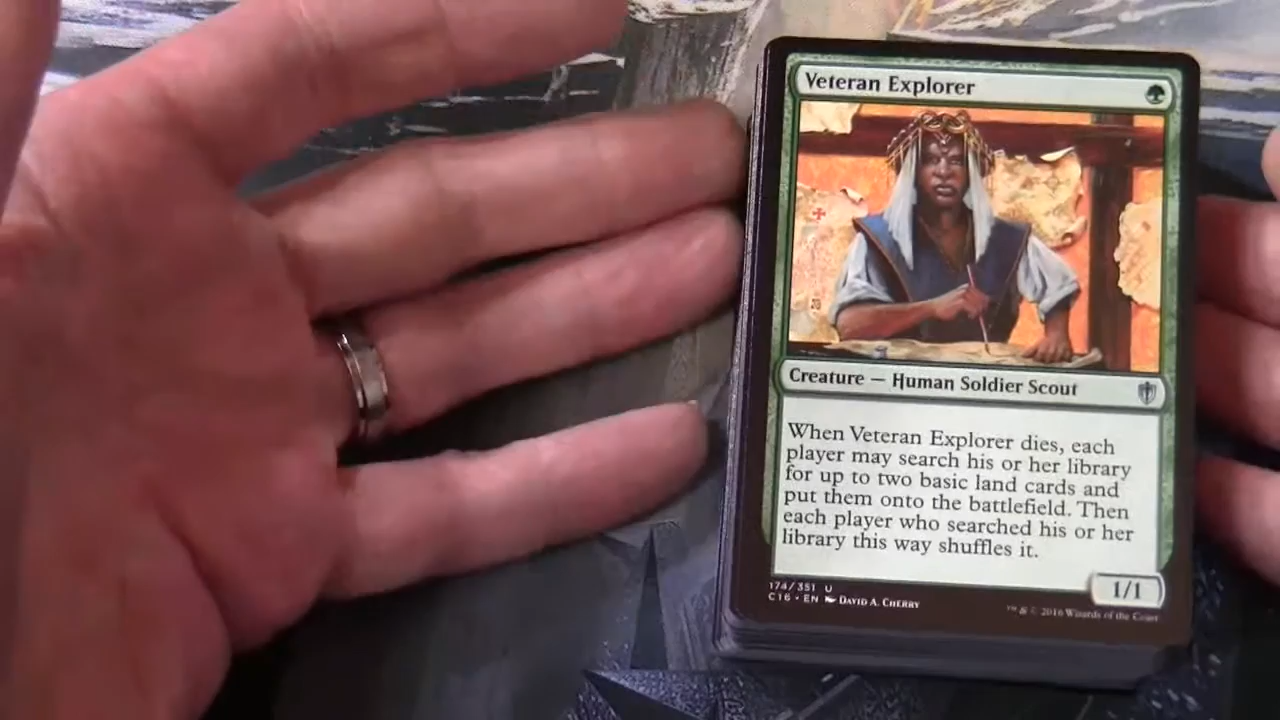 Veteran Explorer
Creature — Human Soldier Scout
When Veteran Explorer dies, each
player may search his or her library
for up to two basic land cards and
put them onto the battlefield. Then
each player who searched his or her
library this way shuffles it.
1/1
174/351 U
C16 • EN DAVID A. CHERRY
™ & © 2016 Wizards of the Coast